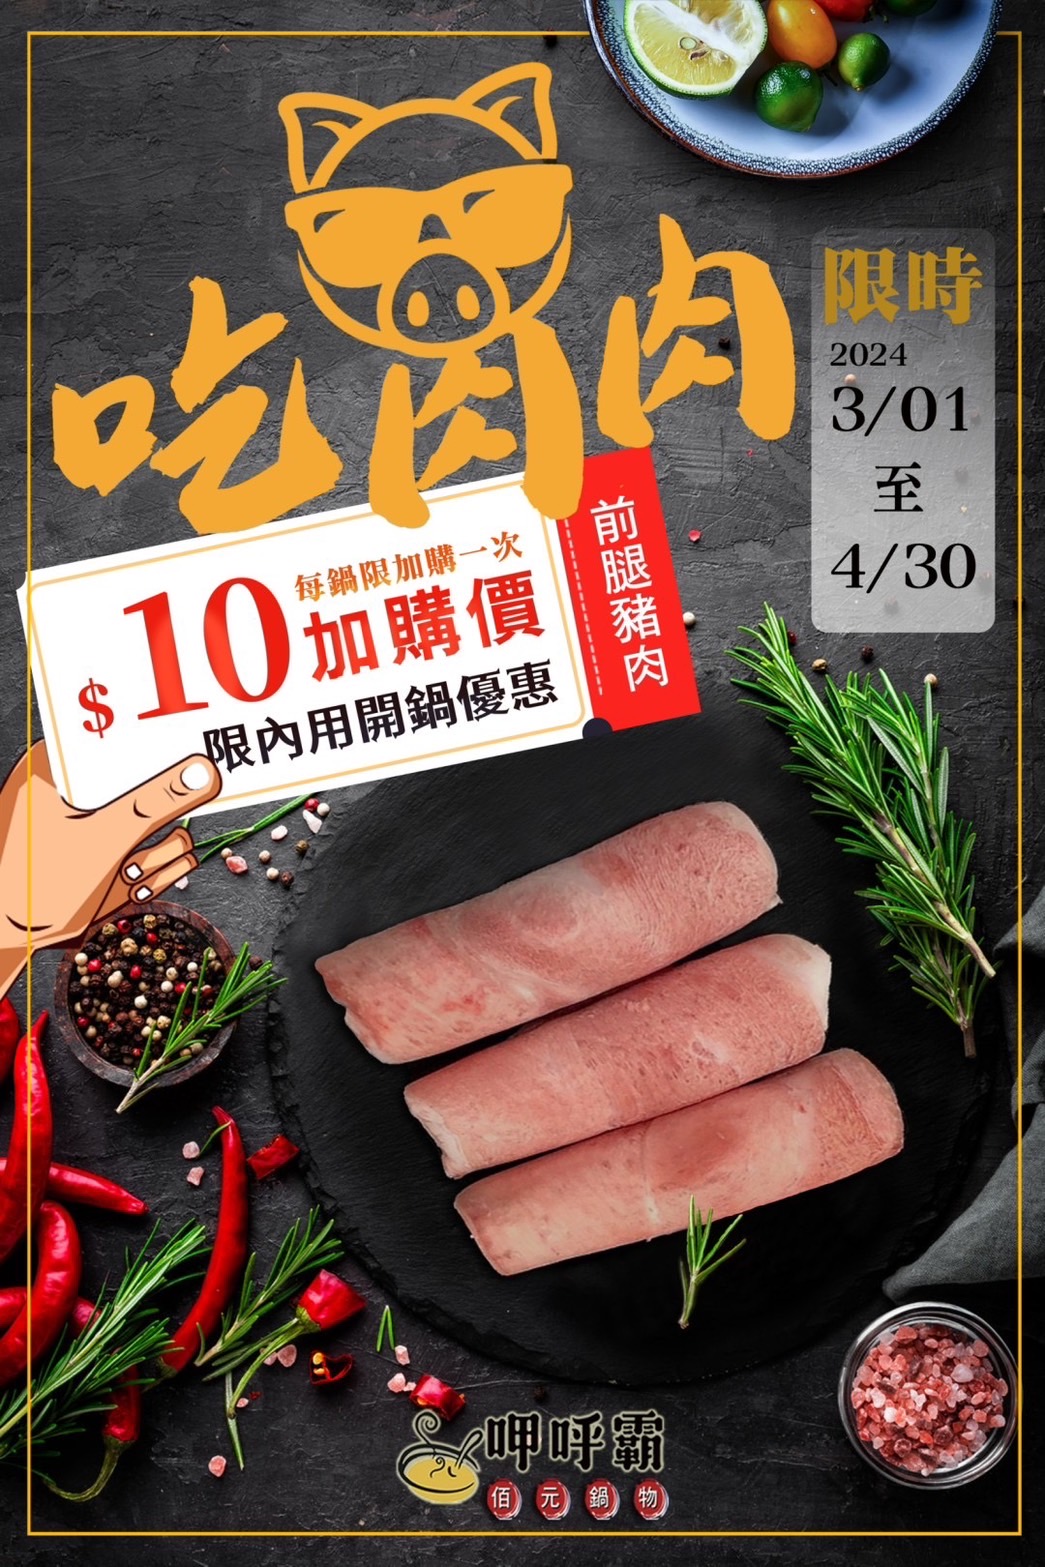 吃肉肉
限時
2024
3/01
至
4/30
每鍋限加購一次
$10加購價
限內用開鍋優惠
前腿豬肉
呷呼霸
佰元鍋物